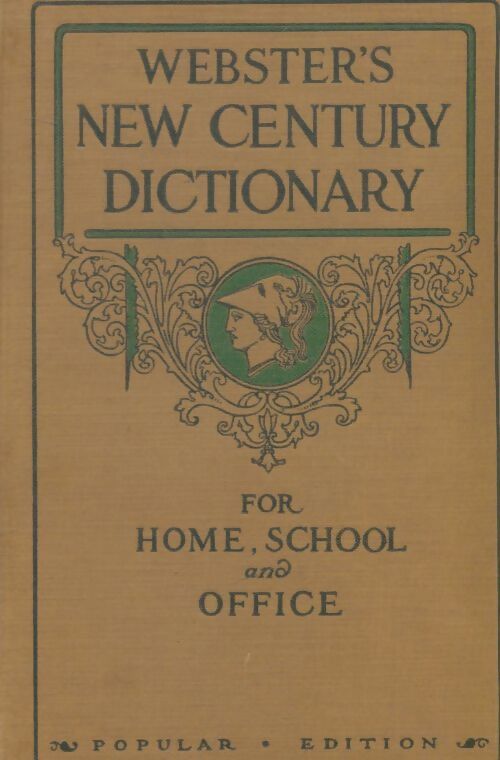 WEBSTER'S
NEW CENTURY
DICTIONARY
FOR
HOME, SCHOOL
and
OFFICE
POPULAR • EDITION